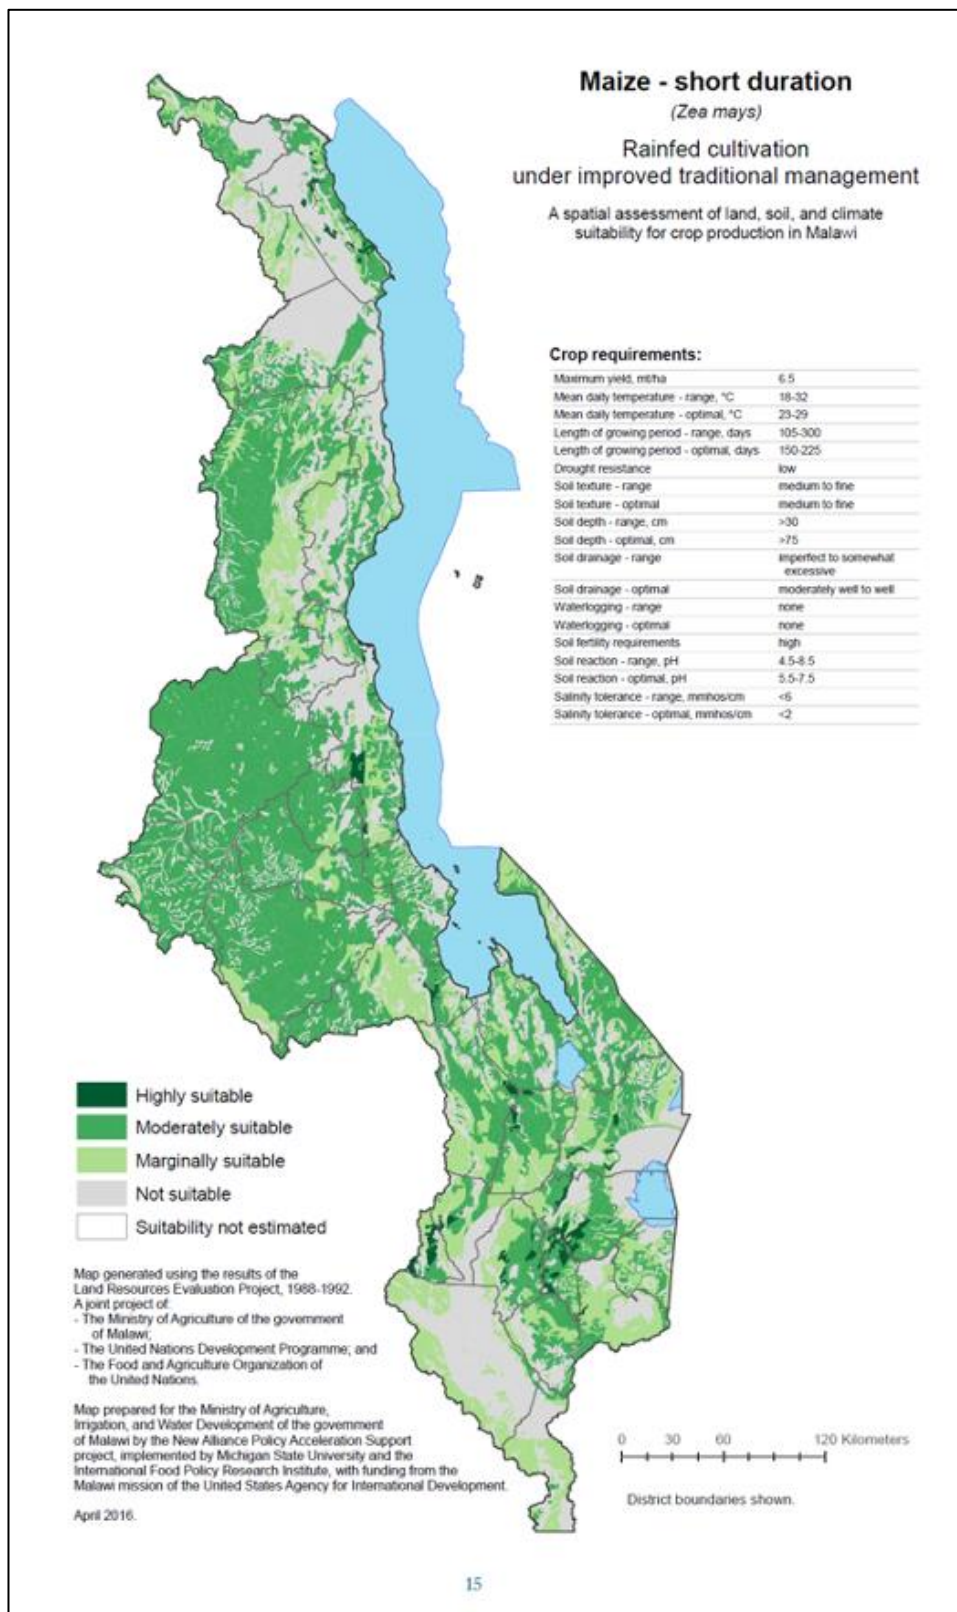 Maize - short duration
(Zea mays)
Rainfed cultivation
under improved traditional management
A spatial assessment of land, soil, and climate
suitability for crop production in Malawi
Crop requirements:
Maximum yield, mt/ha 6.5
Mean daily temperature - range, °C 18-32
Mean daily temperature - optimal, °C 23-29
Length of growing period - range, days 105-300
Length of growing period - optimal, days 150-225
Drought resistance low
Soil texture - range medium to fine
Soil texture - optimal medium to fine
Soil depth - range, cm >30
Soil depth - optimal, cm >75
Soil drainage - range imperfect to somewhat
excessive
Soil drainage - optimal moderately well to well
Waterlogging - range none
Waterlogging - optimal none
Soil fertility requirements high
Soil reaction - range, pH 4.5-8.5
Soil reaction - optimal, pH 5.5-7.5
Salinity tolerance - range, mmhos/cm <6
Salinity tolerance - optimal, mmhos/cm <2
Highly suitable
Moderately suitable
Marginally suitable
Not suitable
Suitability not estimated
Map generated using the results of the
Land Resources Evaluation Project, 1988-1992.
A joint project of:
- The Ministry of Agriculture of the government
of Malawi;
- The United Nations Development Programme; and
- The Food and Agriculture Organization of
the United Nations.
Map prepared for the Ministry of Agriculture,
Irrigation, and Water Development of the government
of Malawi by the New Alliance Policy Acceleration Support
project, implemented by Michigan State University and the
International Food Policy Research Institute, with funding from the
Malawi mission of the United States Agency for International Development.
April 2016.
0 30 60 120 Kilometers
District boundaries shown.
15